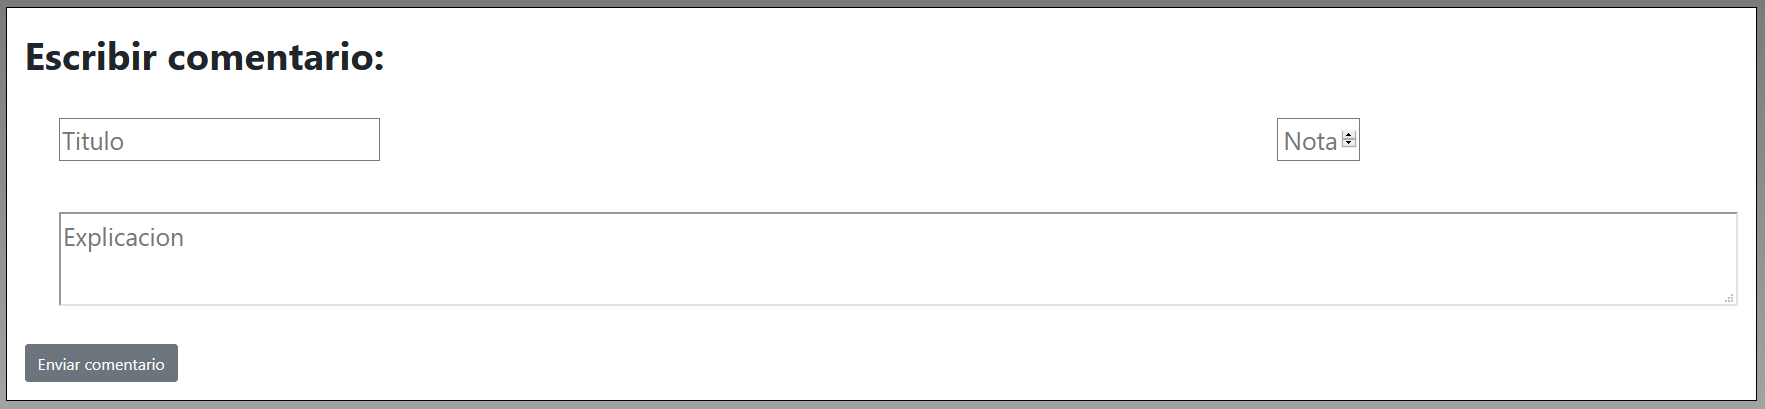 Escribir comentario:
Titulo
Nota
Explicacion
Enviar comentario